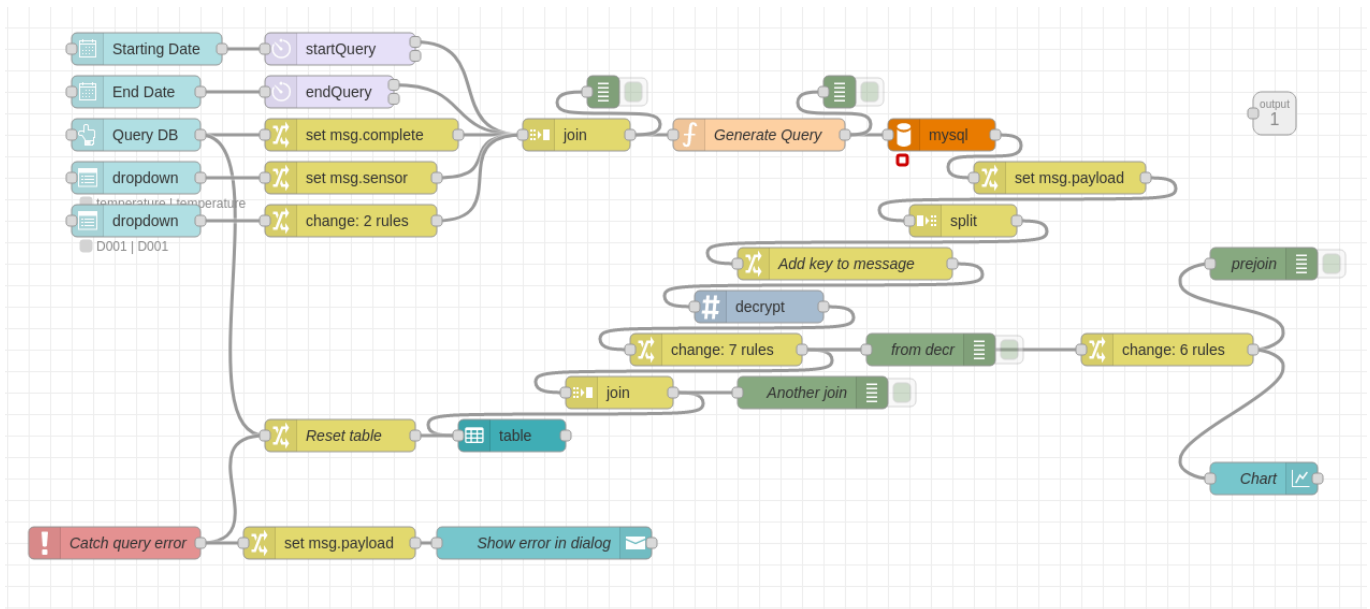 Starting Date
startQuery
End Date
endQuery
output
1
Query DB
set msg.complete
join
Generate Query
mysql
dropdown
set msg.sensor
set msg.payload
temperature | temperature
dropdown
change: 2 rules
split
D001 | D001
Add key to message
prejoin
decrypt
change: 7 rules
from decr
change: 6 rules
join
Another join
Reset table
table
Chart
Catch query error
set msg.payload
Show error in dialog